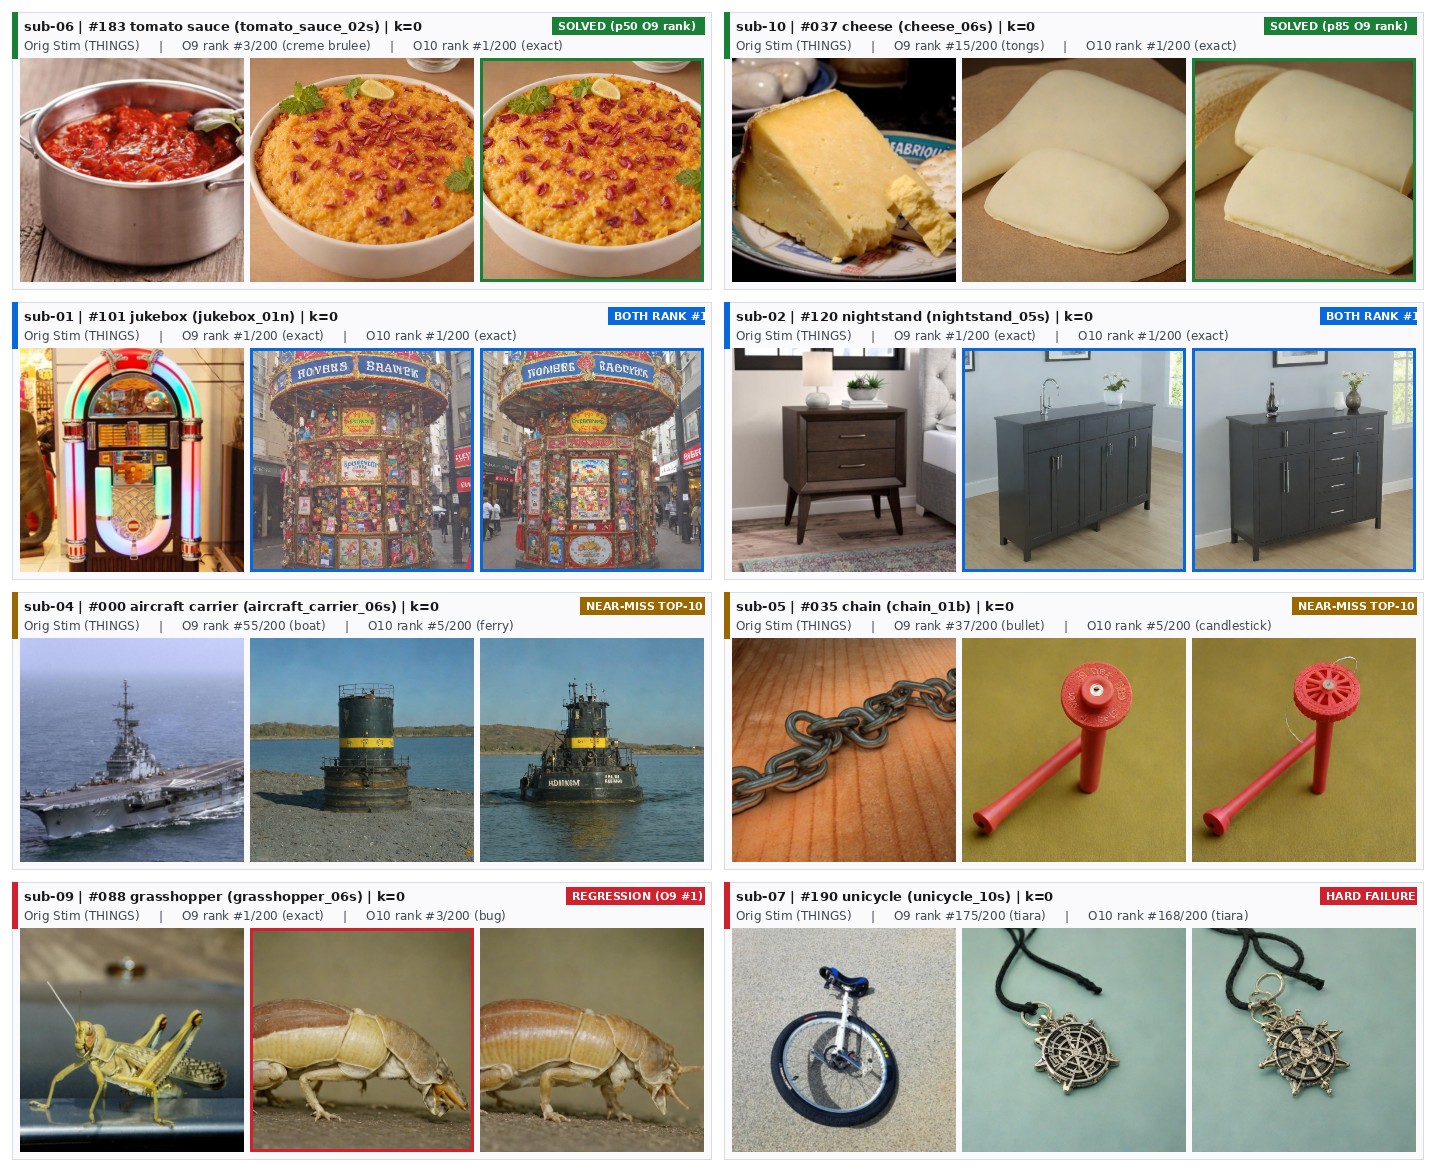 sub-06 | #183 tomato sauce (tomato_sauce_02s) | k=0
SOLVED (p50 O9 rank)
Orig Stim (THINGS) | O9 rank #3/200 (creme brulee) | O10 rank #1/200 (exact)
sub-10 | #037 cheese (cheese_06s) | k=0
SOLVED (p85 O9 rank)
Orig Stim (THINGS) | O9 rank #15/200 (tongs) | O10 rank #1/200 (exact)
FABRIQUE
sub-01 | #101 jukebox (jukebox_01n) | k=0
BOTH RANK #1
Orig Stim (THINGS) | O9 rank #1/200 (exact) | O10 rank #1/200 (exact)
sub-02 | #120 nightstand (nightstand_05s) | k=0
BOTH RANK #1
Orig Stim (THINGS) | O9 rank #1/200 (exact) | O10 rank #1/200 (exact)
sub-04 | #000 aircraft carrier (aircraft_carrier_06s) | k=0
NEAR-MISS TOP-10
Orig Stim (THINGS) | O9 rank #55/200 (boat) | O10 rank #5/200 (ferry)
sub-05 | #035 chain (chain_01b) | k=0
NEAR-MISS TOP-10
Orig Stim (THINGS) | O9 rank #37/200 (bullet) | O10 rank #5/200 (candlestick)
sub-09 | #088 grasshopper (grasshopper_06s) | k=0
REGRESSION (O9 #1)
Orig Stim (THINGS) | O9 rank #1/200 (exact) | O10 rank #3/200 (bug)
sub-07 | #190 unicycle (unicycle_10s) | k=0
HARD FAILURE
Orig Stim (THINGS) | O9 rank #175/200 (tiara) | O10 rank #168/200 (tiara)